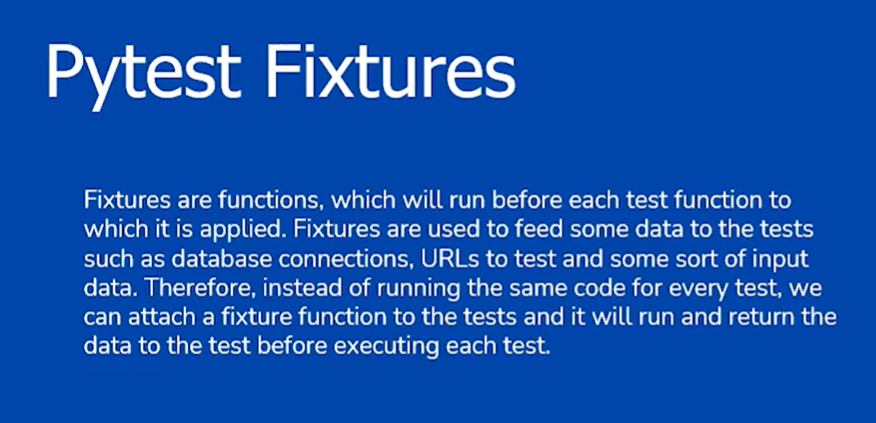 Pytest Fixtures
Fixtures are functions, which will run before each test function to
which it is applied. Fixtures are used to feed some data to the tests
such as database connections, URLs to test and some sort of input
data. Therefore, instead of running the same code for every test, we
can attach a fixture function to the tests and it will run and return the
data to the test before executing each test.